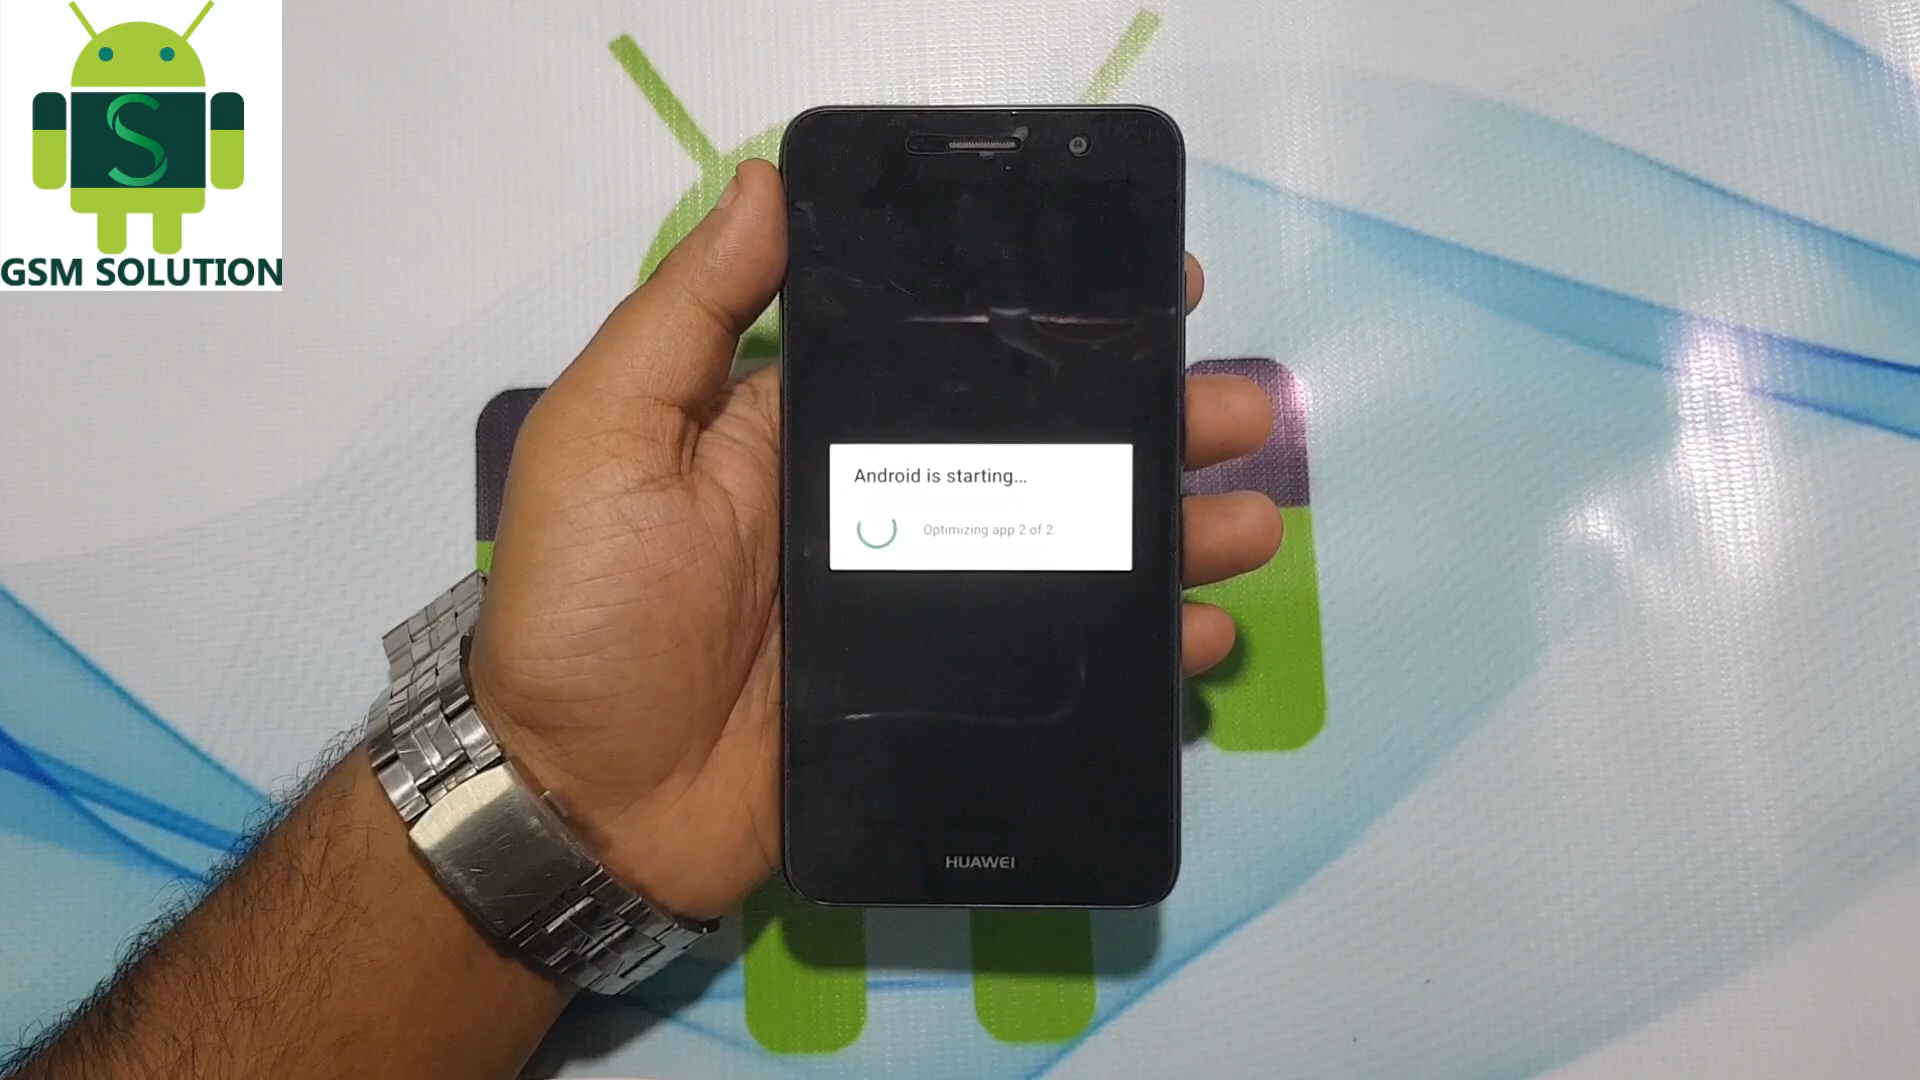 S
GSM SOLUTION
Android is starting...
Optimizing app 2 of 2.
HUAWEI